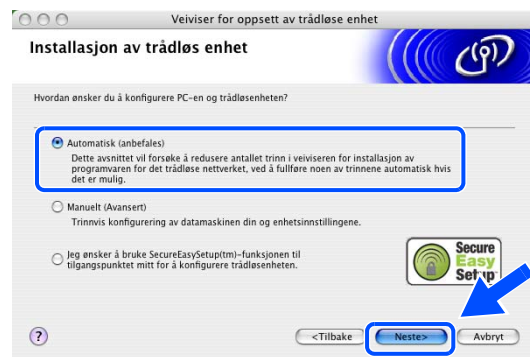 Veiviser for oppsett av trådløse enhet
Installasjon av trådløs enhet
Hvordan ønsker du å konfigurere PC-en og trådløsenheten?
Automatisk (anbefales)
Dette avsnittet vil forsøke å redusere antallet trinn i veiviseren for installasjon av
programvaren for det trådløse nettverket, ved å fullføre noen av trinnene automatisk hvis
det er mulig.
Manuelt (Avansert)
Trinnvis konfigurering av datamaskinen din og enhetsinnstillingene.
Jeg ønsker å bruke SecureEasySetup(tm)-funksjonen til
tilgangspunktet mitt for å konfigurere trådløsenheten.
Secure
Easy
Setup
?
<Tilbake
Neste>
Avbryt